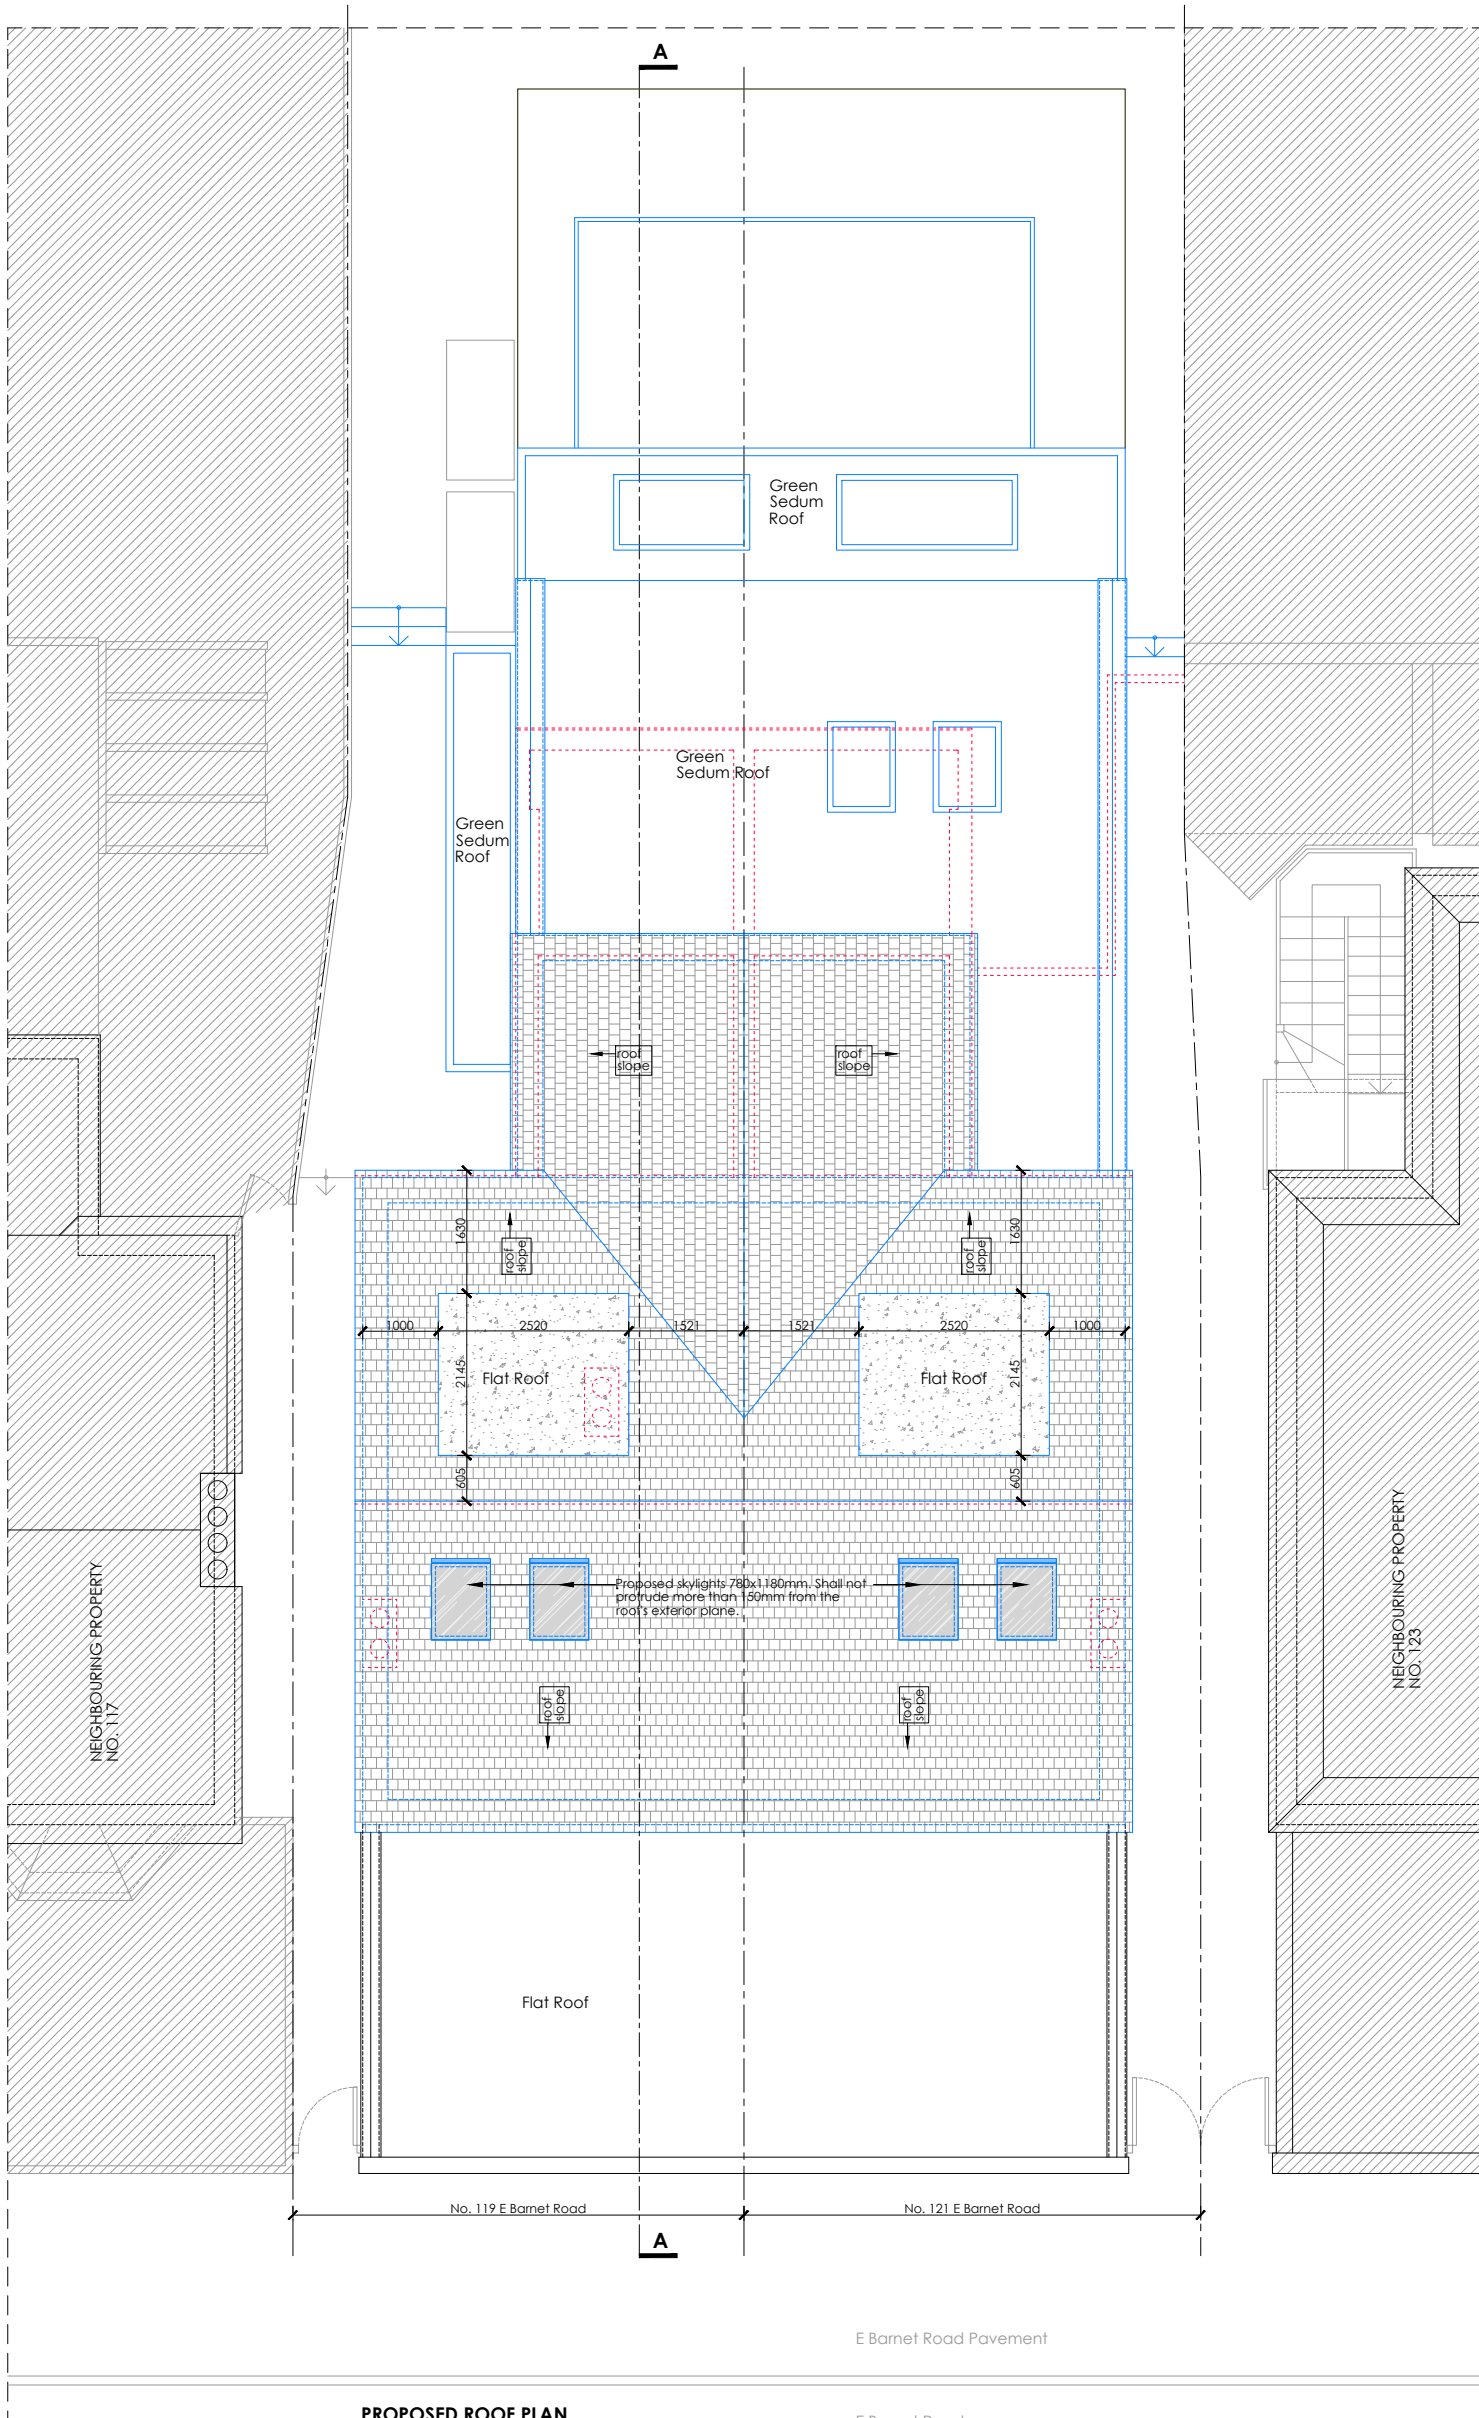 A
Green
Sedum
Roof
Green
Sedum Roof
Green
Sedum
Roof
roof
slope
roof
slope
1630
1630
roof
slope
roof
slope
1000
2520
1521
1521
2520
1000
Flat Roof
2145
Flat Roof
2145
605
605
Proposed skylights 780x1180mm. Shall not
protrude more than 150mm from the
roof's exterior plane.
NEIGHBOURING PROPERTY
NO. 117
NEIGHBOURING PROPERTY
NO. 123
roof
slope
roof
slope
Flat Roof
No. 119 E Barnet Road
No. 121 E Barnet Road
A
E Barnet Road Pavement
PROPOSED ROOF PLAN